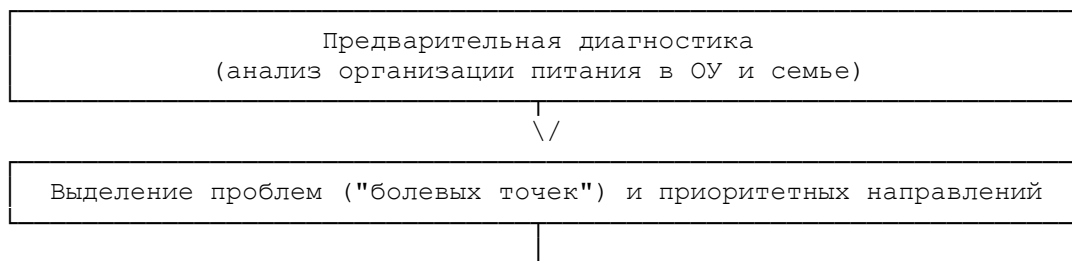 Предварительная диагностика
(анализ организации питания в ОУ и семье)
\/
Выделение проблем ("болевых точек") и приоритетных направлений